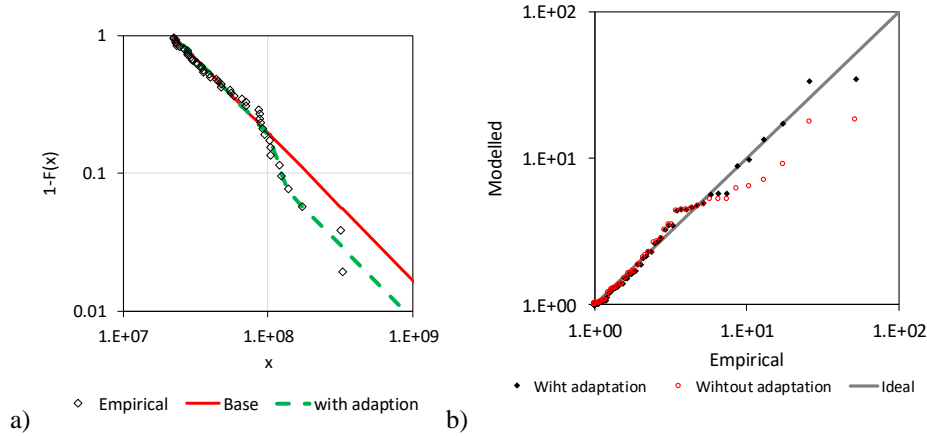 1
0.1
0.01
1-F(x)
1.E+07 1.E+08 1.E+09
x
Empirical Base with adaption
a)
1.E+02
1.E+01
1.E+00
Modelled
1.E+00 1.E+01 1.E+02
Empirical
Wiht adaptation Wihtout adaptation Ideal
b)